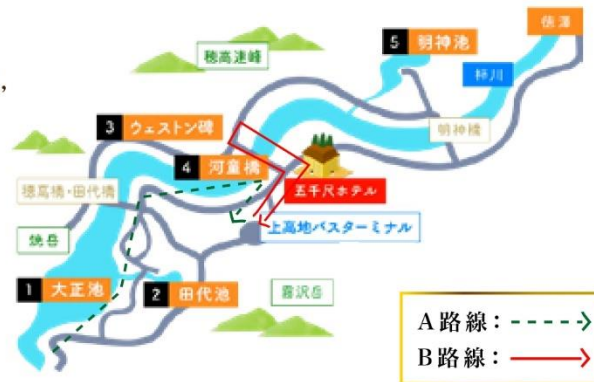 徳澤
5 明神池
穂高連峰
梓川
,
3 ウェストン碑
明神橋
4 河童橋
穂高橋・田代橋
五千尺ホテル
上高地バスターミナル
焼岳
1 大正池
2 田代池
霞沢岳
A路線：
B路線：